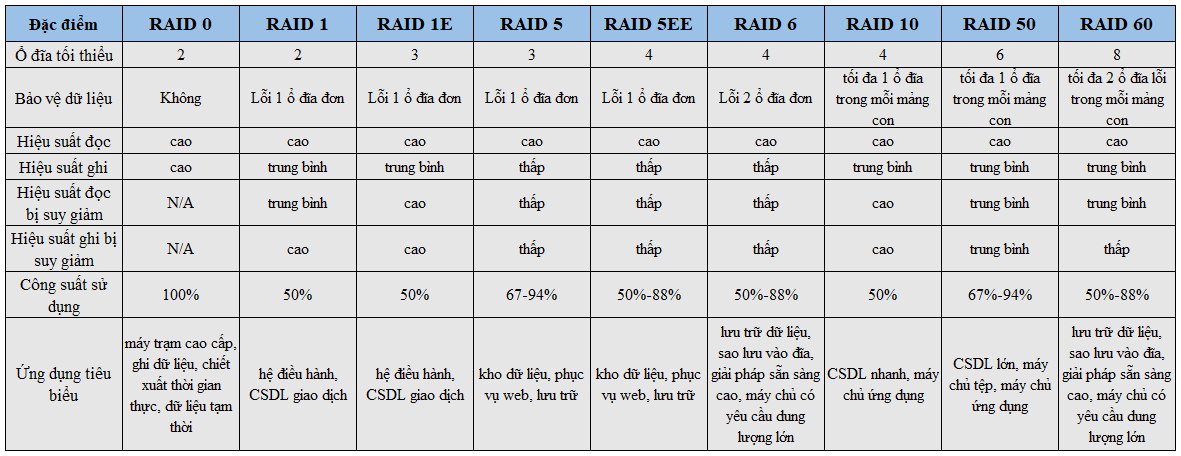 Đặc điểm RAID 0 RAID 1 RAID 1E RAID 5 RAID 5EE RAID 6 RAID 10 RAID 50 RAID 60
Ổ đĩa tối thiểu 2 2 3 3 4 4 4 6 8
Bảo vệ dữ liệu
Không
Lỗi 1 ổ đĩa đơn
Lỗi 1 ổ đĩa đơn
Lỗi 1 ổ đĩa đơn
Lỗi 1 ổ đĩa đơn
Lỗi 2 ổ đĩa đơn
tối đa 1 ổ đĩa
trong mỗi mảng
con
tối đa 1 ổ đĩa
trong mỗi mảng
con
tối đa 2 ổ đĩa lỗi
trong mỗi mảng
con
Hiệu suất đọc cao cao cao cao cao cao cao cao cao
Hiệu suất ghi cao trung bình trung bình thấp thấp thấp trung bình trung bình trung bình
Hiệu suất đọc
bị suy giảm
N/A trung bình cao thấp thấp thấp cao trung bình trung bình
Hiệu suất ghi bị
suy giảm
N/A cao cao thấp thấp thấp cao trung bình thấp
Công suất sử
dụng
100% 50% 50% 67-94% 50%-88% 50%-88% 50% 67%-94% 50%-88%
Ứng dụng tiêu
biểu
máy trạm cao cấp,
ghi dữ liệu, chiết
xuất thời gian
thực, dữ liệu tạm
thời
hệ điều hành,
CSDL giao dịch
hệ điều hành,
CSDL giao dịch
kho dữ liệu, phục
vụ web, lưu trữ
kho dữ liệu, phục
vụ web, lưu trữ
lưu trữ dữ liệu,
sao lưu vào đĩa,
giải pháp sẵn sàng
cao, máy chủ có
yêu cầu dung
lượng lớn
CSDL nhanh, máy
chủ ứng dụng
CSDL lớn, máy
chủ tệp, máy chủ
ứng dụng
lưu trữ dữ liệu,
sao lưu vào đĩa,
giải pháp sẵn sàng
cao, máy chủ có
yêu cầu dung
lượng lớn